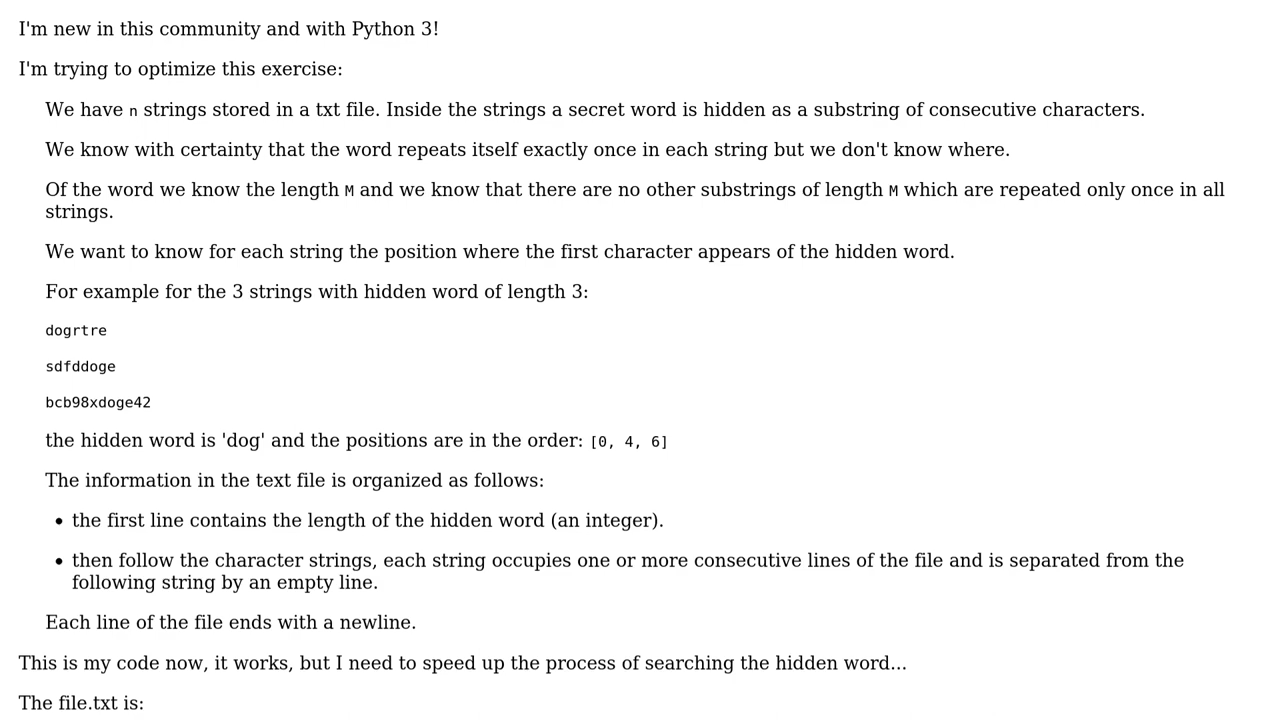 I'm new in this community and with Python 3!
I'm trying to optimize this exercise:
We have n strings stored in a txt file. Inside the strings a secret word is hidden as a substring of consecutive characters.
We know with certainty that the word repeats itself exactly once in each string but we don't know where.
Of the word we know the length M and we know that there are no other substrings of length M which are repeated only once in all
strings.
We want to know for each string the position where the first character appears of the hidden word.
For example for the 3 strings with hidden word of length 3:
dogrtre
sdfddoge
bcb98xdoge42
the hidden word is 'dog' and the positions are in the order: [0, 4, 6]
The information in the text file is organized as follows:
• the first line contains the length of the hidden word (an integer).
• then follow the character strings, each string occupies one or more consecutive lines of the file and is separated from the
following string by an empty line.
Each line of the file ends with a newline.
This is my code now, it works, but I need to speed up the process of searching the hidden word...
The file.txt is: